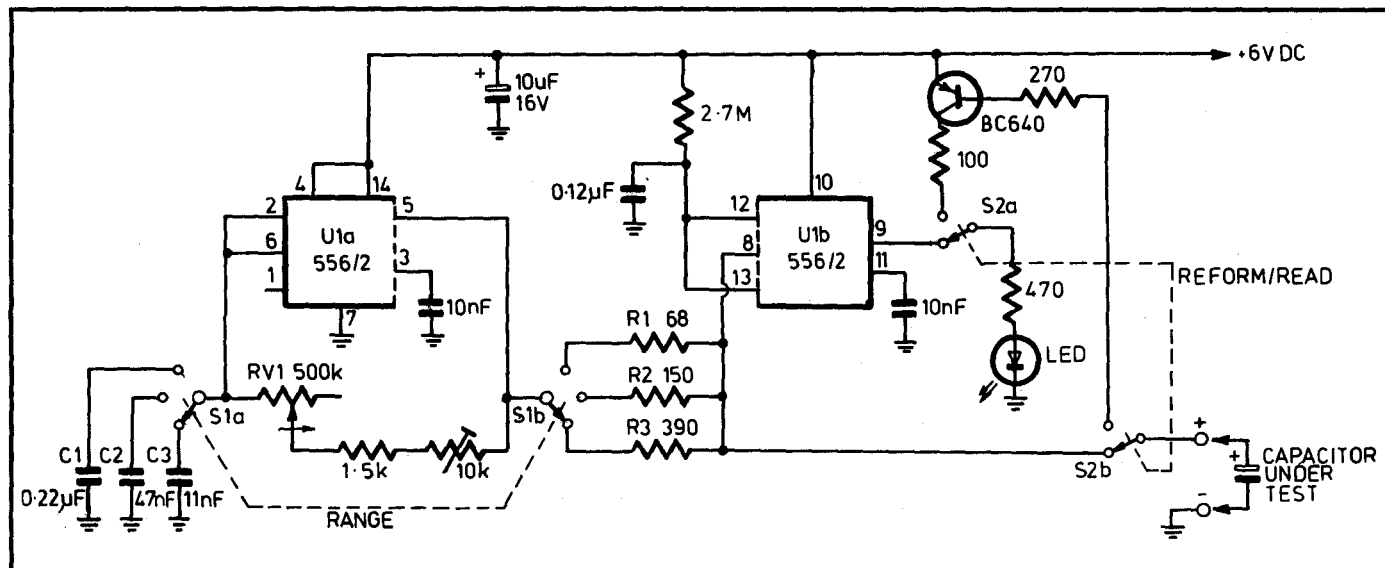 +6V DC
10uF
16V
2·7M
270
BC640
100
4
14
2
5
U1a
6
556/2
3
1
7
10nF
0·12µF
10
12
U1b
9
8
556/2
11
13
10nF
S2a
REFORM/READ
470
LED
R1 68
R2 150
R3 390
RV1 500k
S1a
S1b
1·5k
10k
C1
C2
C3
0·22µF
47nF
11nF
RANGE
S2b
+
+
-
CAPACITOR
UNDER
TEST
+